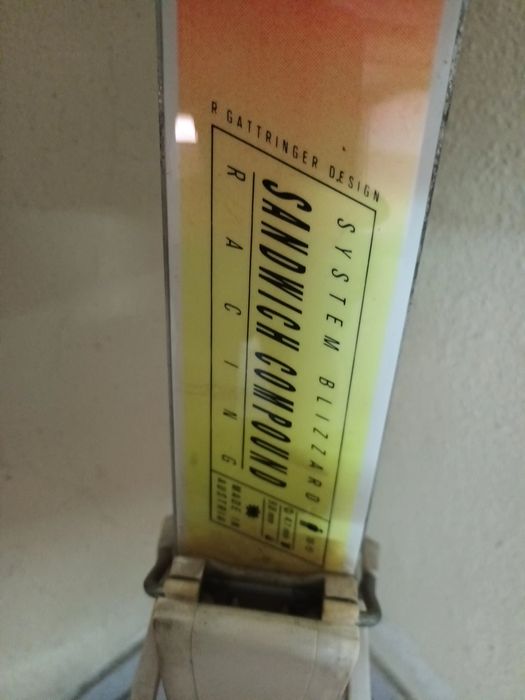 R GATTRINGER DESIGN
SYSTEM BLIZZARD
SANDWICH COMPOUND
RACING
MADE IN
AUSTRIA